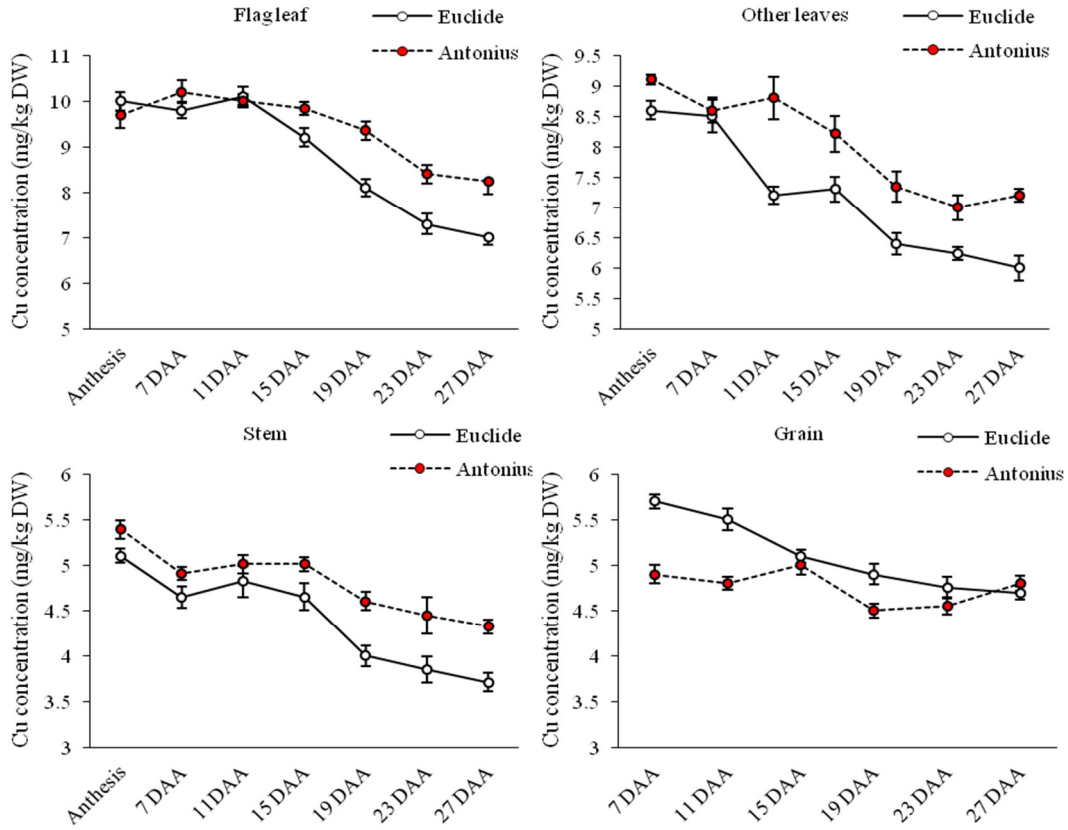 Flag leaf
Euclide
Antonius
Cu concentration (mg/kg DW)
11
10
9
8
7
6
5
Anthesis
7 DAA
11 DAA
15 DAA
19 DAA
23 DAA
27 DAA
Other leaves
Euclide
Antonius
Cu concentration (mg/kg DW)
9.5
9
8.5
8
7.5
7
6.5
6
5.5
5
Anthesis
7 DAA
11 DAA
15 DAA
19 DAA
23 DAA
27 DAA
Stem
Euclide
Antonius
Cu concentration (mg/kg DW)
6
5.5
5
4.5
4
3.5
3
Anthesis
7 DAA
11 DAA
15 DAA
19 DAA
23 DAA
27 DAA
Grain
Euclide
Antonius
Cu concentration (mg/kg DW)
6
5.5
5
4.5
4
3.5
3
7 DAA
11 DAA
15 DAA
19 DAA
23 DAA
27 DAA